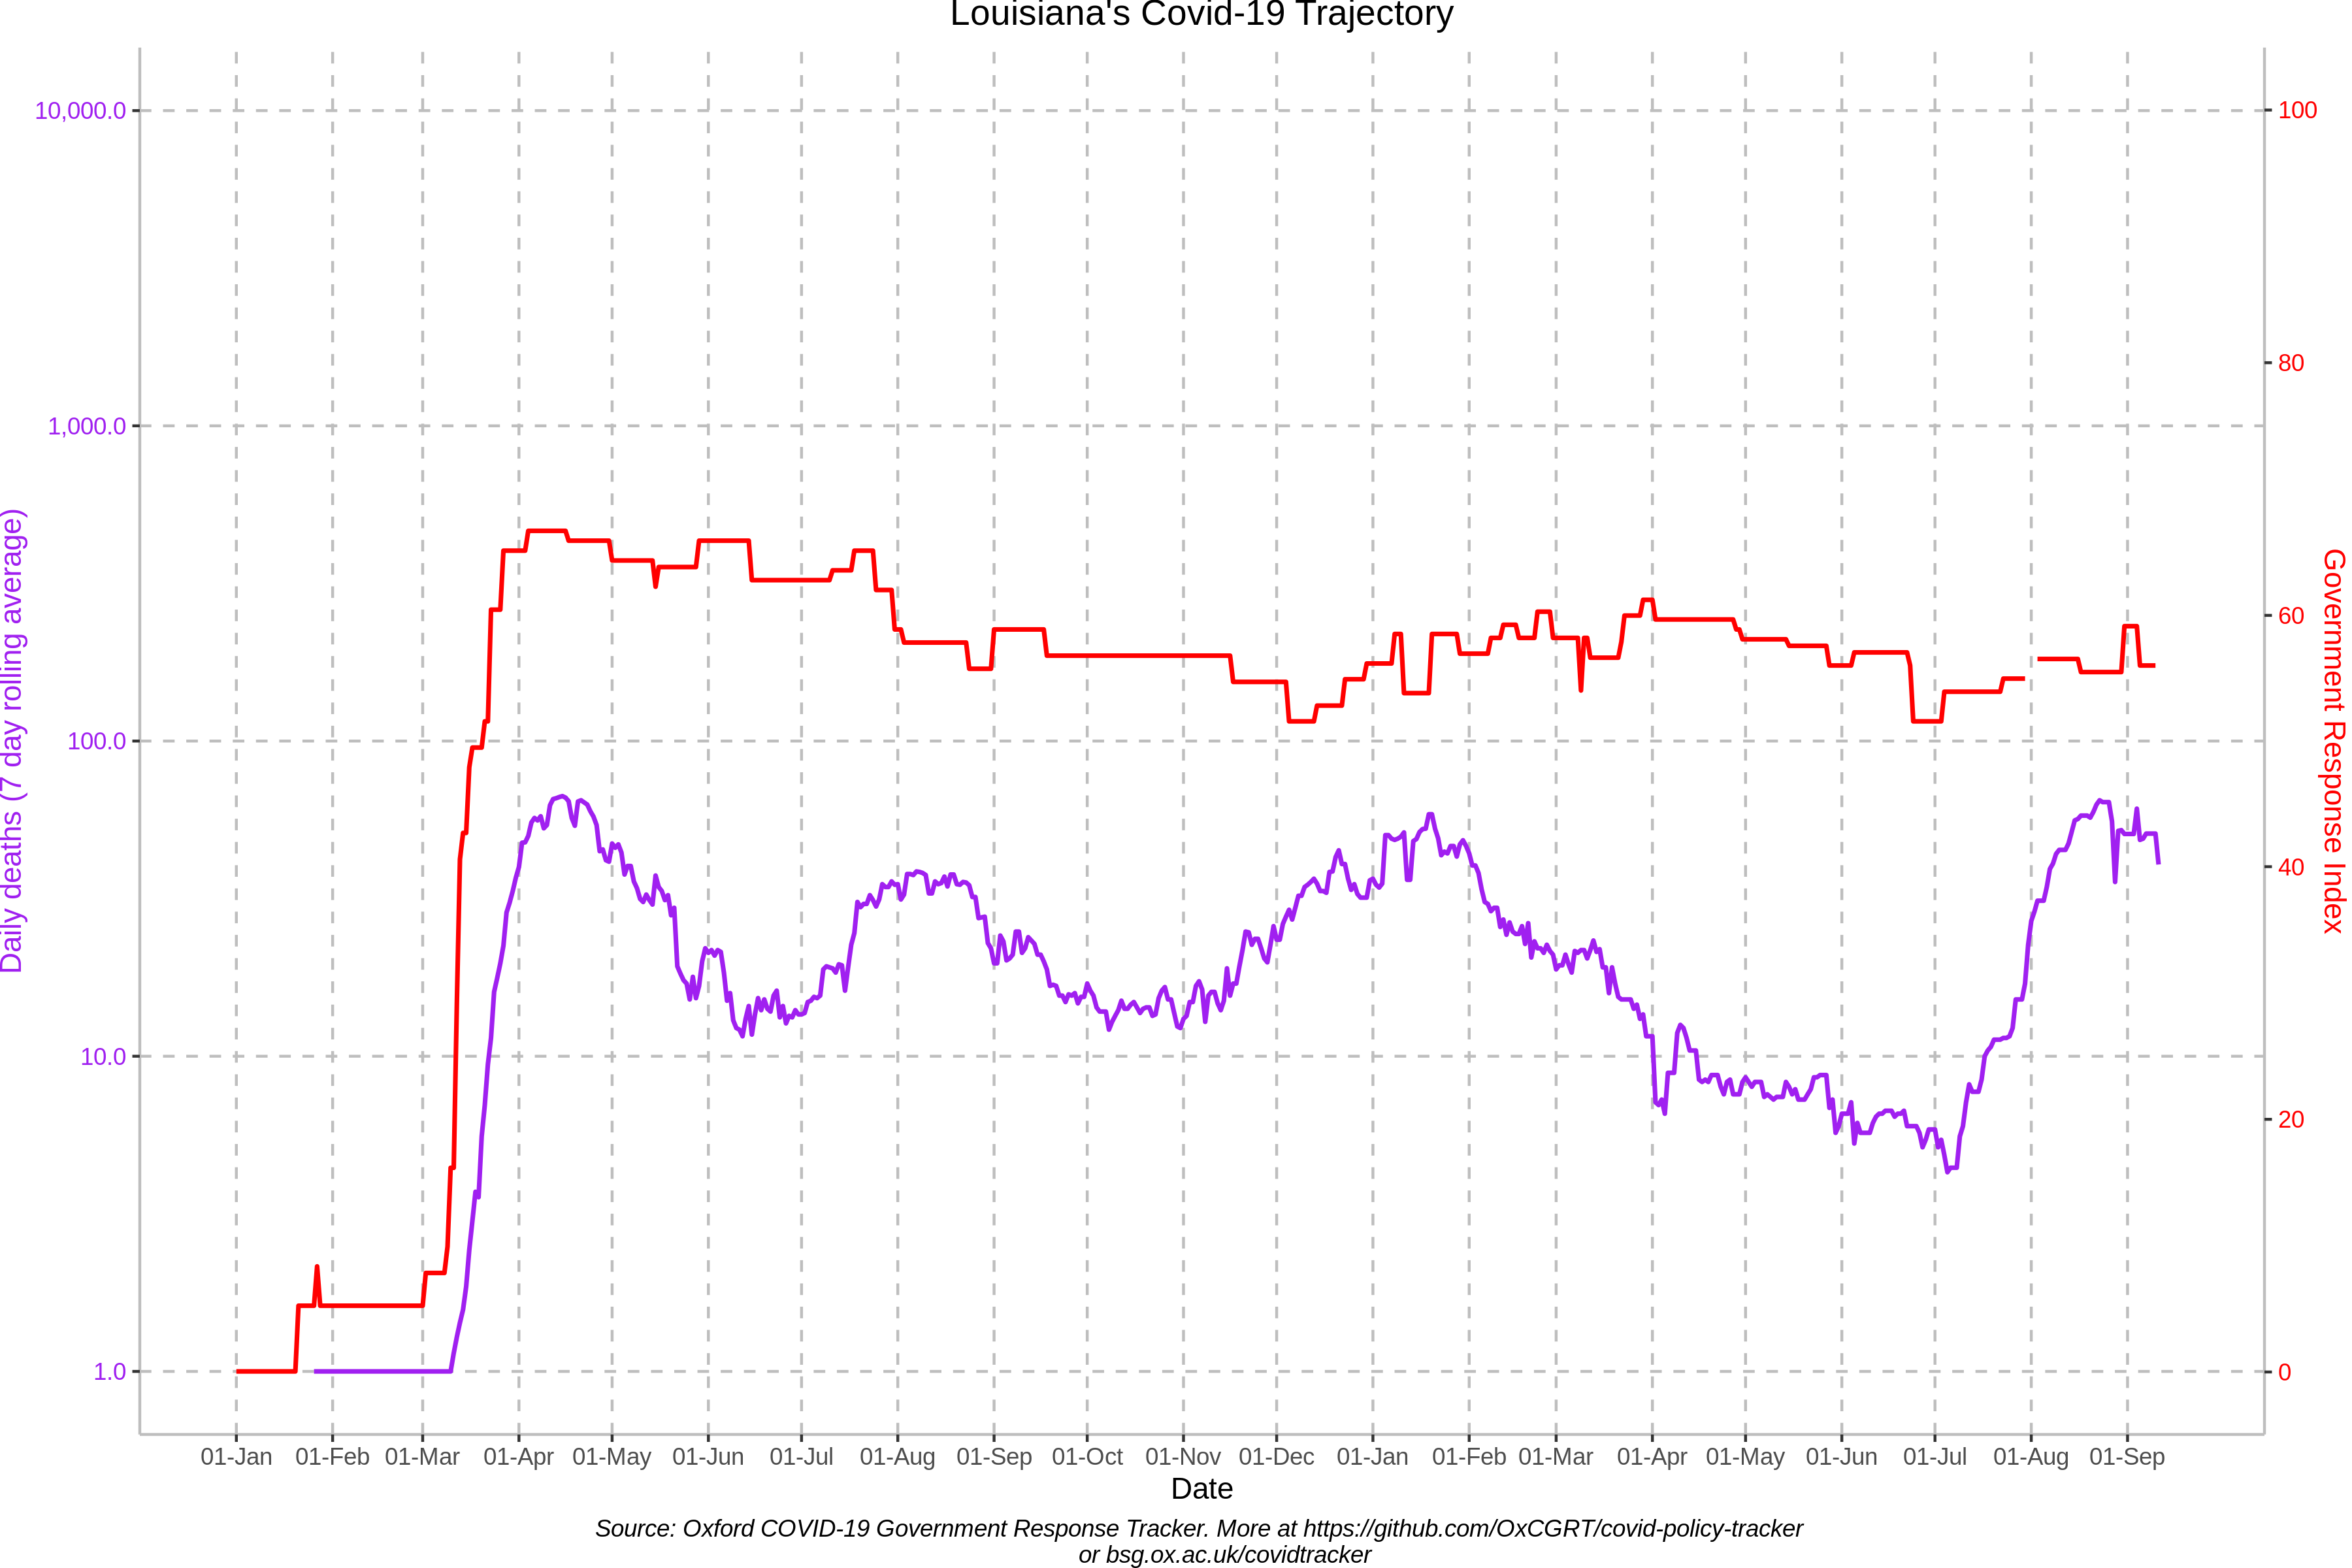 Louisiana's Covid-19 Trajectory
10,000.0
1,000.0
100.0
10.0
1.0
Daily deaths (7 day rolling average)
100
80
60
40
20
0
Government Response Index
01-Jan 01-Feb 01-Mar 01-Apr 01-May 01-Jun 01-Jul 01-Aug 01-Sep 01-Oct 01-Nov 01-Dec 01-Jan 01-Feb 01-Mar 01-Apr 01-May 01-Jun 01-Jul 01-Aug 01-Sep
Date
Source: Oxford COVID-19 Government Response Tracker. More at https://github.com/OxCGRT/covid-policy-tracker
or bsg.ox.ac.uk/covidtracker